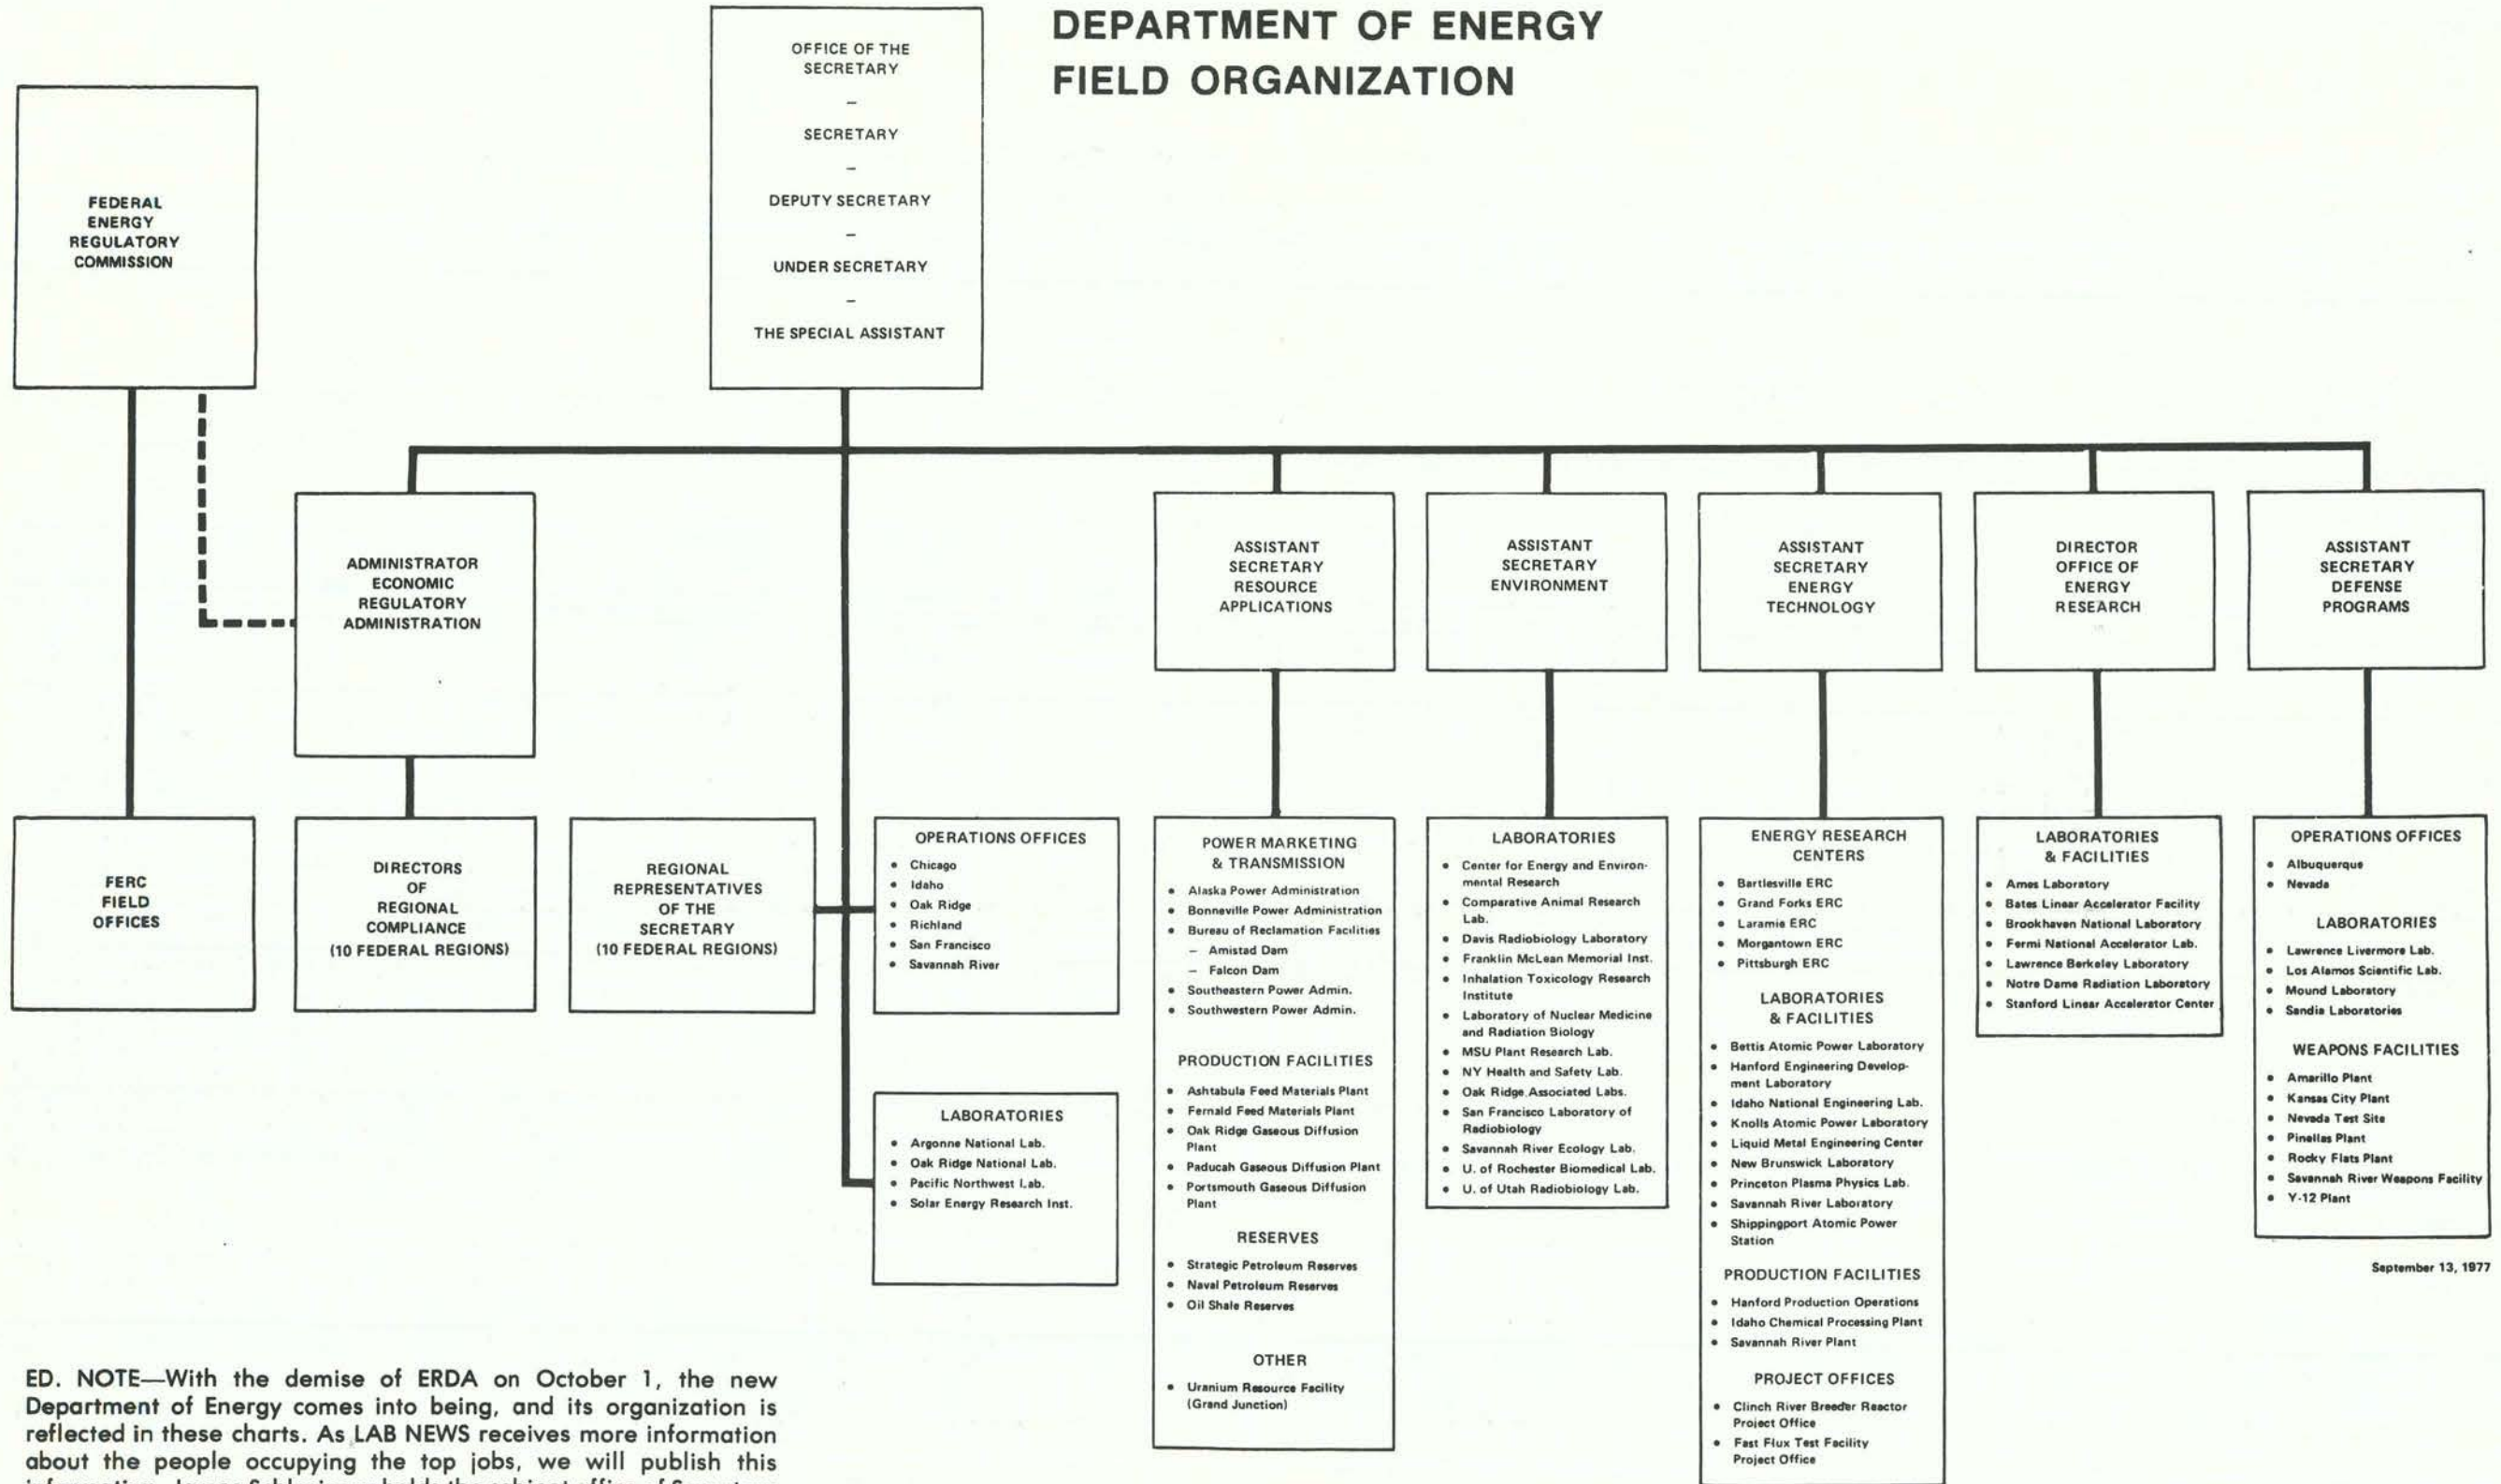 DEPARTMENT OF ENERGY
FIELD ORGANIZATION
OFFICE OF THE
SECRETARY
–
SECRETARY
–
DEPUTY SECRETARY
–
UNDER SECRETARY
–
THE SPECIAL ASSISTANT
FEDERAL
ENERGY
REGULATORY
COMMISSION
ADMINISTRATOR
ECONOMIC
REGULATORY
ADMINISTRATION
ASSISTANT
SECRETARY
RESOURCE
APPLICATIONS
ASSISTANT
SECRETARY
ENVIRONMENT
ASSISTANT
SECRETARY
ENERGY
TECHNOLOGY
DIRECTOR
OFFICE OF
ENERGY
RESEARCH
ASSISTANT
SECRETARY
DEFENSE
PROGRAMS
FERC
FIELD
OFFICES
DIRECTORS
OF
REGIONAL
COMPLIANCE
(10 FEDERAL REGIONS)
REGIONAL
REPRESENTATIVES
OF THE
SECRETARY
(10 FEDERAL REGIONS)
OPERATIONS OFFICES
• Chicago
• Idaho
• Oak Ridge
• Richland
• San Francisco
• Savannah River
LABORATORIES
• Argonne National Lab.
• Oak Ridge National Lab.
• Pacific Northwest Lab.
• Solar Energy Research Inst.
POWER MARKETING
& TRANSMISSION
• Alaska Power Administration
• Bonneville Power Administration
• Bureau of Reclamation Facilities
– Amistad Dam
– Falcon Dam
• Southeastern Power Admin.
• Southwestern Power Admin.
PRODUCTION FACILITIES
• Ashtabula Feed Materials Plant
• Fernald Feed Materials Plant
• Oak Ridge Gaseous Diffusion
Plant
• Paducah Gaseous Diffusion Plant
• Portsmouth Gaseous Diffusion
Plant
RESERVES
• Strategic Petroleum Reserves
• Naval Petroleum Reserves
• Oil Shale Reserves
OTHER
• Uranium Resource Facility
(Grand Junction)
LABORATORIES
• Center for Energy and Environ-
mental Research
• Comparative Animal Research
Lab.
• Davis Radiobiology Laboratory
• Franklin McLean Memorial Inst.
• Inhalation Toxicology Research
Institute
• Laboratory of Nuclear Medicine
and Radiation Biology
• MSU Plant Research Lab.
• NY Health and Safety Lab.
• Oak Ridge Associated Labs.
• San Francisco Laboratory of
Radiobiology
• Savannah River Ecology Lab.
• U. of Rochester Biomedical Lab.
• U. of Utah Radiobiology Lab.
ENERGY RESEARCH
CENTERS
• Bartlesville ERC
• Grand Forks ERC
• Laramie ERC
• Morgantown ERC
• Pittsburgh ERC
LABORATORIES
& FACILITIES
• Bettis Atomic Power Laboratory
• Hanford Engineering Develop-
ment Laboratory
• Idaho National Engineering Lab.
• Knolls Atomic Power Laboratory
• Liquid Metal Engineering Center
• New Brunswick Laboratory
• Princeton Plasma Physics Lab.
• Savannah River Laboratory
• Shippingport Atomic Power
Station
PRODUCTION FACILITIES
• Hanford Production Operations
• Idaho Chemical Processing Plant
• Savannah River Plant
PROJECT OFFICES
• Clinch River Breeder Reactor
Project Office
• Fast Flux Test Facility
Project Office
LABORATORIES
& FACILITIES
• Ames Laboratory
• Bates Linear Accelerator Facility
• Brookhaven National Laboratory
• Fermi National Accelerator Lab.
• Lawrence Berkeley Laboratory
• Notre Dame Radiation Laboratory
• Stanford Linear Accelerator Center
OPERATIONS OFFICES
• Albuquerque
• Nevada
LABORATORIES
• Lawrence Livermore Lab.
• Los Alamos Scientific Lab.
• Mound Laboratory
• Sandia Laboratories
WEAPONS FACILITIES
• Amarillo Plant
• Kansas City Plant
• Nevada Test Site
• Pinellas Plant
• Rocky Flats Plant
• Savannah River Weapons Facility
• Y-12 Plant
September 13, 1977
ED. NOTE—With the demise of ERDA on October 1, the new
Department of Energy comes into being, and its organization is
reflected in these charts. As LAB NEWS receives more information
about the people occupying the top jobs, we will publish this